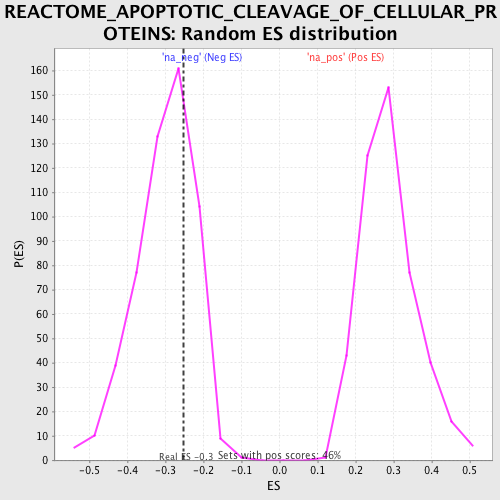 REACTOME_APOPTOTIC_CLEAVAGE_OF_CELLULAR_PR
OTEINS: Random ES distribution
'na_neg' (Neg ES) 'na_pos' (Pos ES)
160
150
140
130
120
110
100
90
80
70
60
50
40
30
20
10
0
P(ES)
Real ES -0.3 Sets with pos scores: 46%
-0.5 -0.4 -0.3 -0.2 -0.1 0.0 0.1 0.2 0.3 0.4 0.5
ES